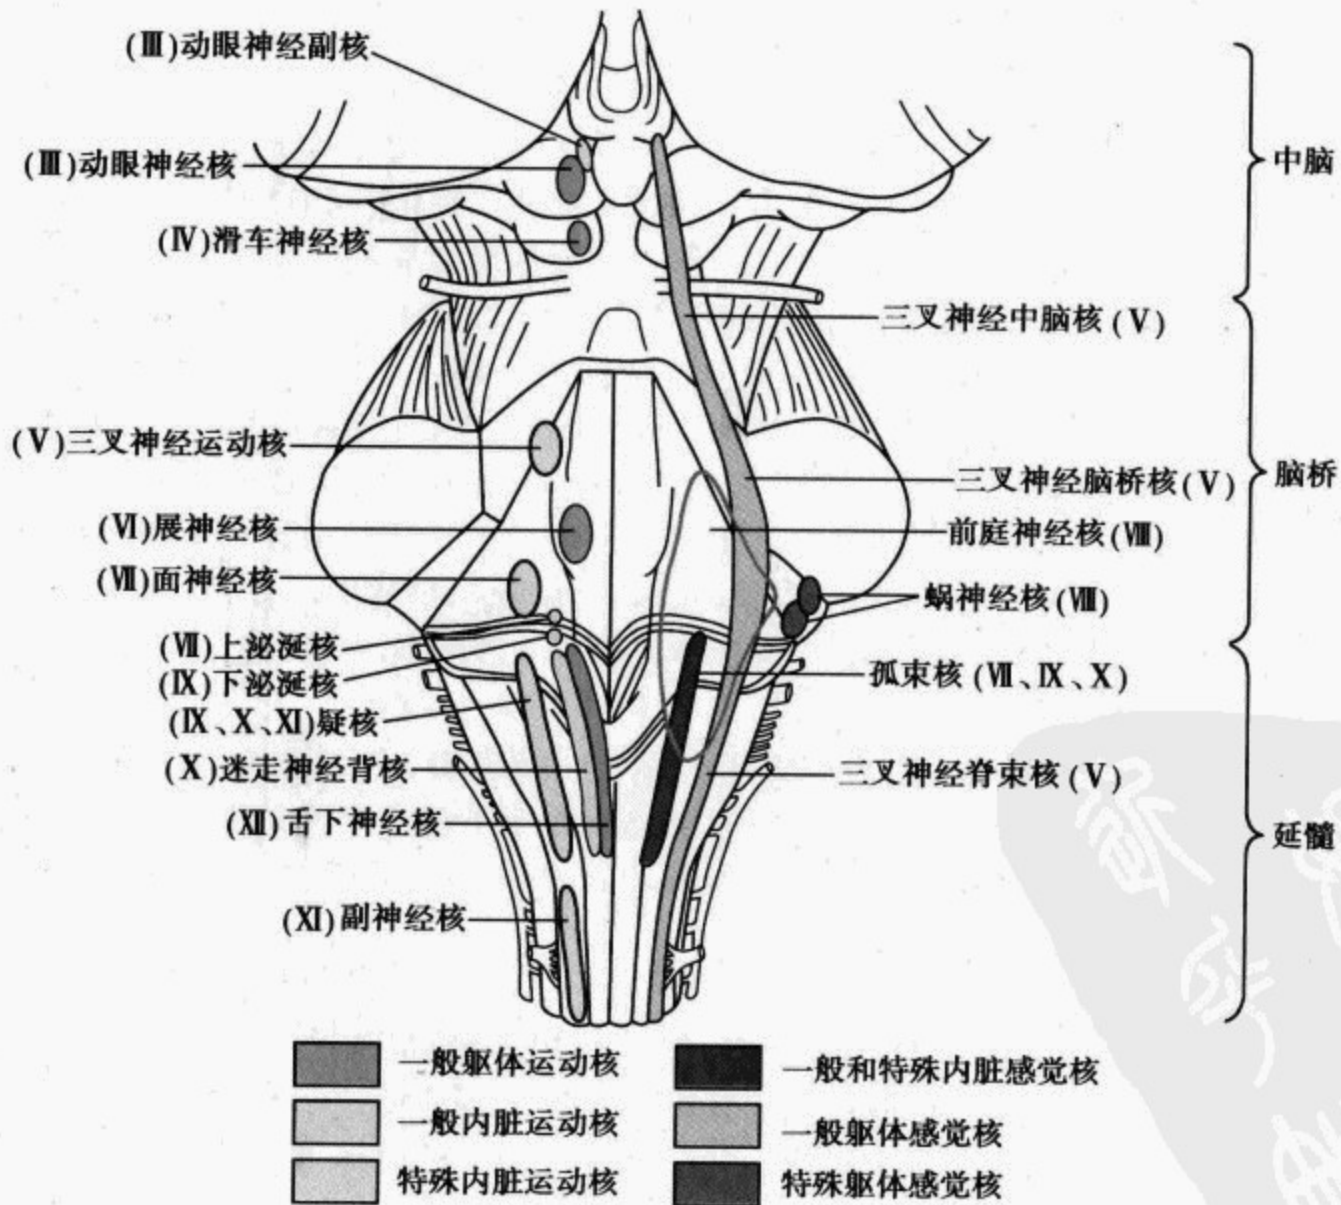 (Ⅲ)动眼神经副核
(Ⅲ)动眼神经核
(Ⅳ)滑车神经核
(Ⅴ)三叉神经运动核
(Ⅵ)展神经核
(Ⅶ)面神经核
(Ⅶ)上泌涎核
(Ⅸ)下泌涎核
(Ⅸ、Ⅹ、Ⅺ)疑核
(Ⅹ)迷走神经背核
(Ⅻ)舌下神经核
(Ⅺ)副神经核
三叉神经中脑核(Ⅴ)
三叉神经脑桥核(Ⅴ)
前庭神经核(Ⅷ)
蜗神经核(Ⅷ)
孤束核(Ⅶ、Ⅸ、Ⅹ)
三叉神经脊束核(Ⅴ)
中脑
脑桥
延髓
一般躯体运动核
一般内脏运动核
特殊内脏运动核
一般和特殊内脏感觉核
一般躯体感觉核
特殊躯体感觉核